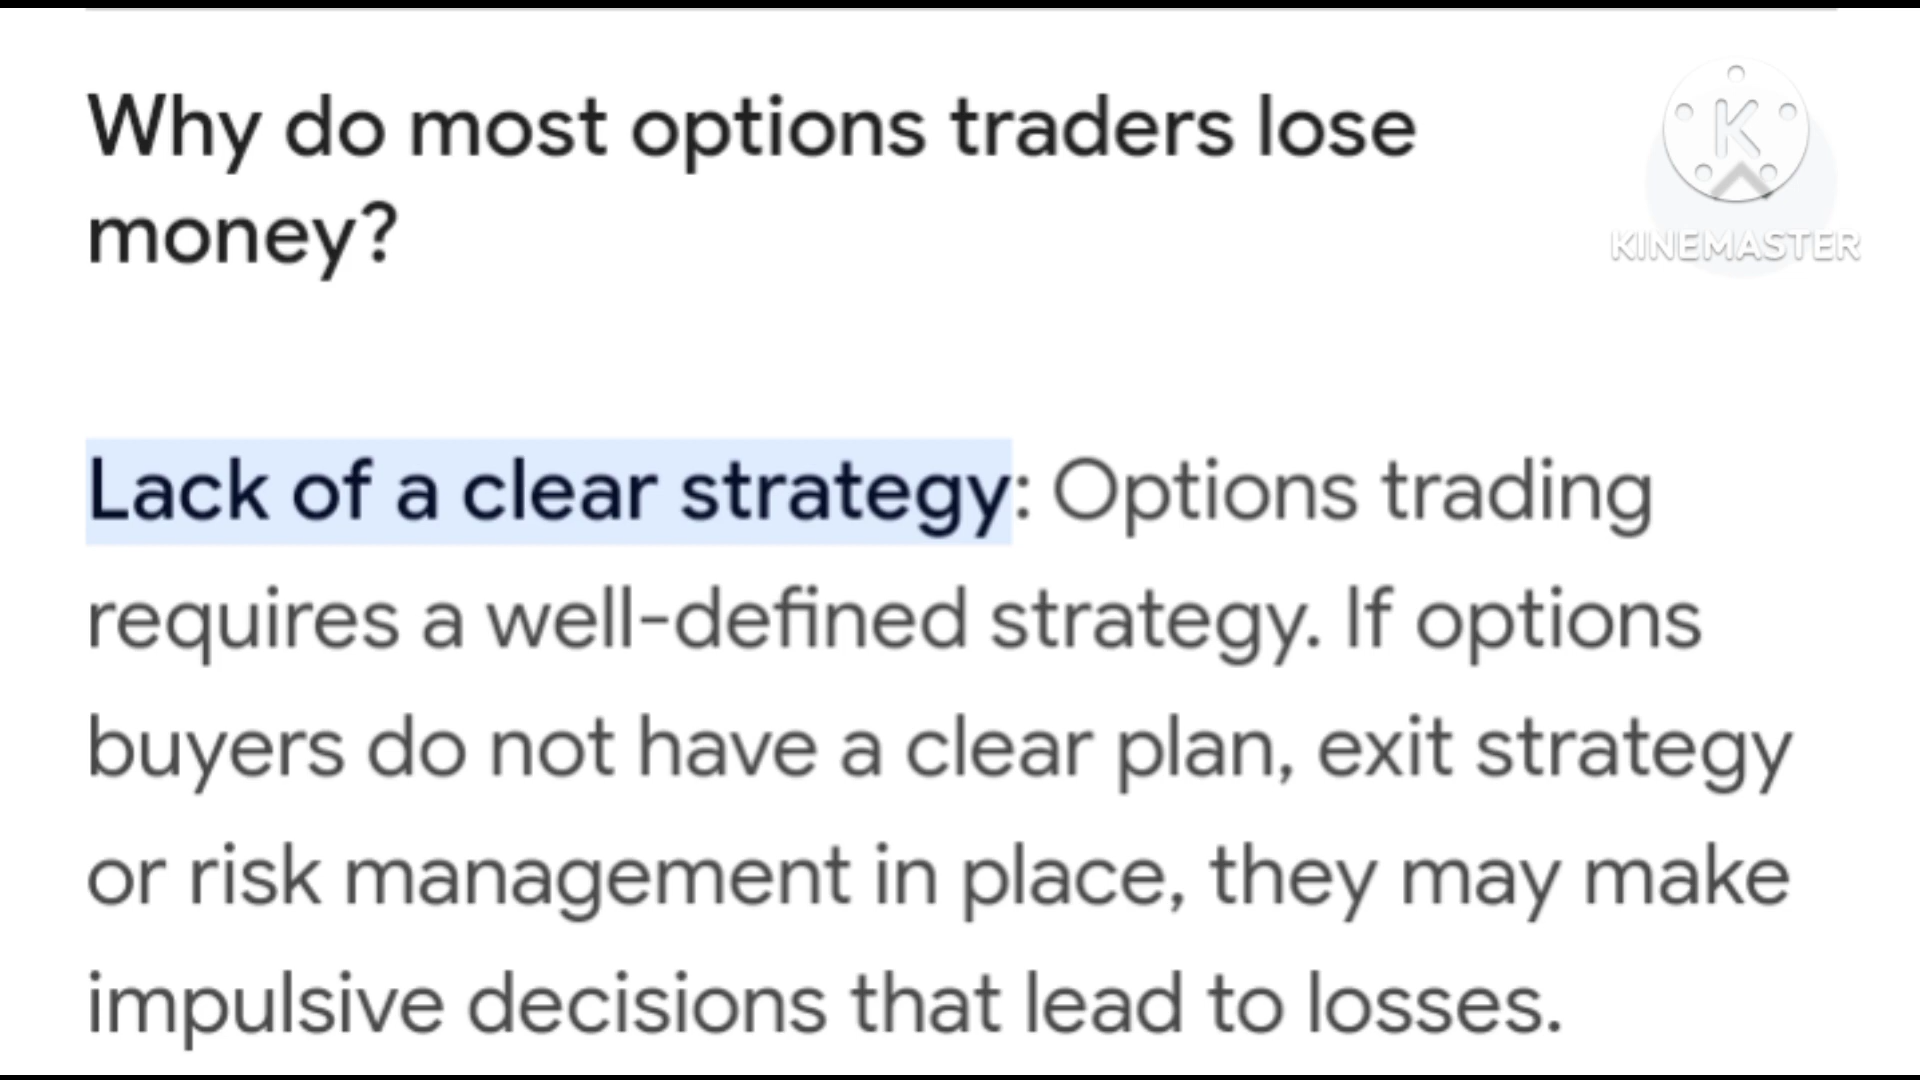 Why do most options traders lose
money?
K
KINEMASTER
Lack of a clear strategy: Options trading
requires a well-defined strategy. If options
buyers do not have a clear plan, exit strategy
or risk management in place, they may make
impulsive decisions that lead to losses.